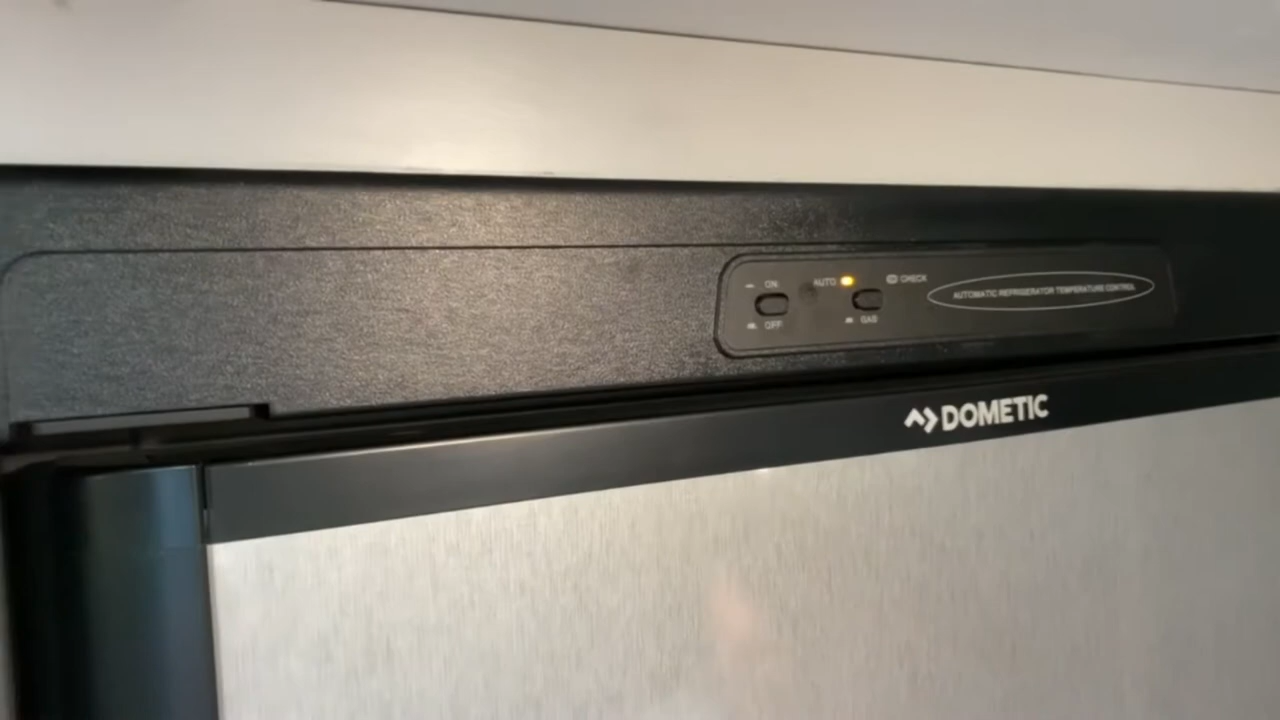 ON
OFF
AUTO
GAS
CHECK
AUTOMATIC REFRIGERATOR TEMPERATURE CONTROL
DOMETIC